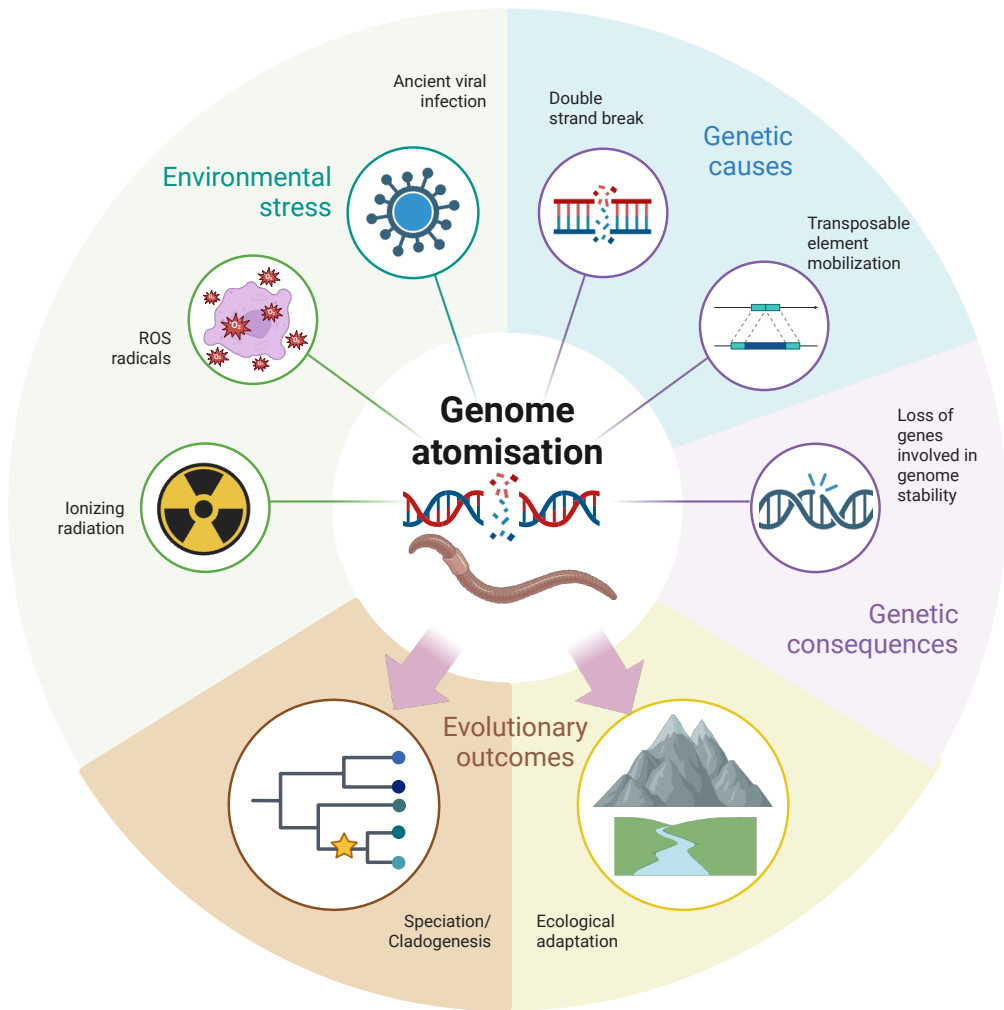 Ancient viral
infection
Double
strand break
Genetic
causes
Environmental
stress
Transposable
element
mobilization
ROS
radicals
Genome
atomisation
Loss of
genes
involved in
genome
stability
Ionizing
radiation
Genetic
consequences
Evolutionary
outcomes
Speciation/
Cladogenesis
Ecological
adaptation